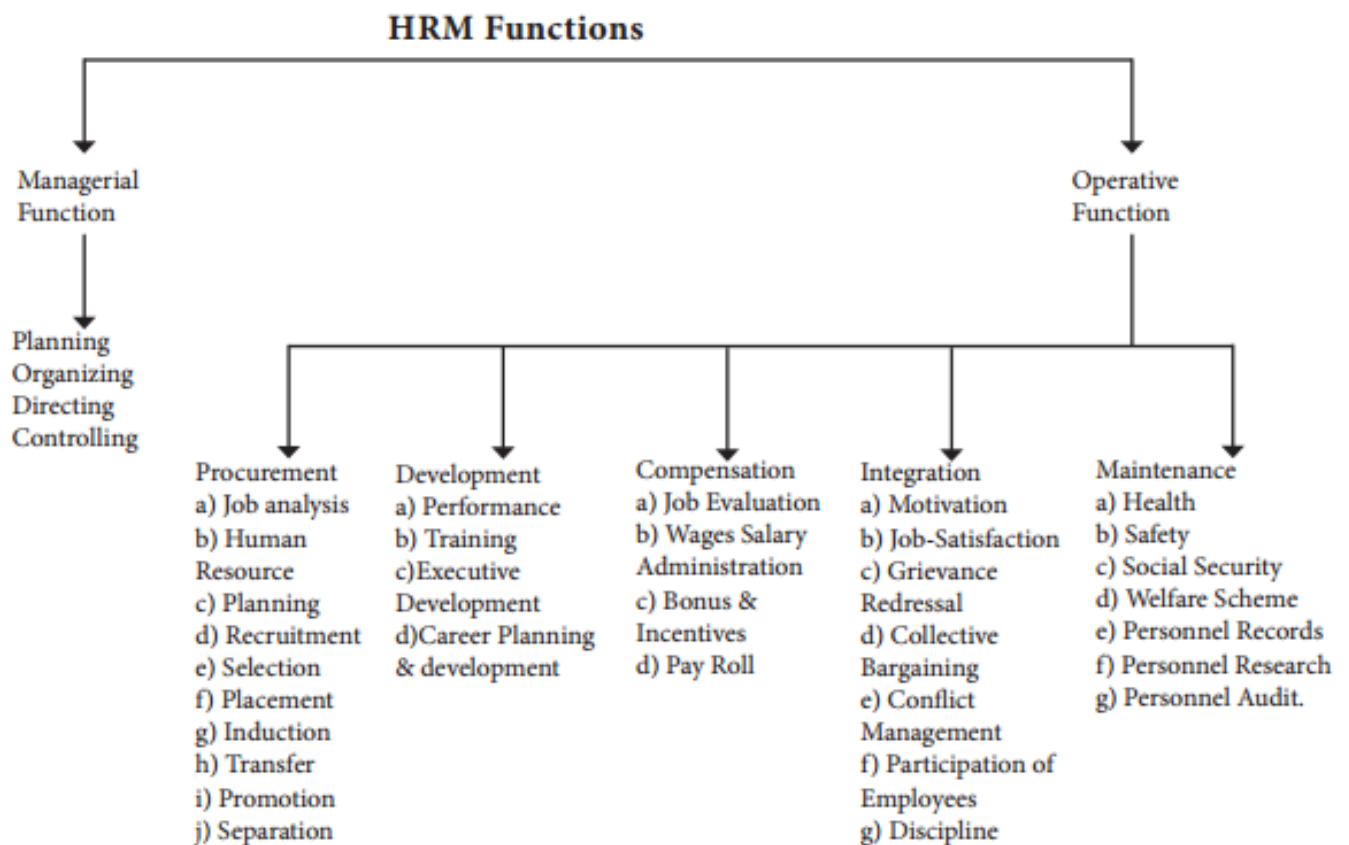 HRM Functions
Managerial
Function
Operative
Function
Planning
Organizing
Directing
Controlling
Procurement
a) Job analysis
b) Human
Resource
c) Planning
d) Recruitment
e) Selection
f) Placement
g) Induction
h) Transfer
i) Promotion
j) Separation
Development
a) Performance
b) Training
c)Executive
Development
d)Career Planning
& development
Compensation
a) Job Evaluation
b) Wages Salary
Administration
c) Bonus &
Incentives
d) Pay Roll
Integration
a) Motivation
b) Job-Satisfaction
c) Grievance
Redressal
d) Collective
Bargaining
e) Conflict
Management
f) Participation of
Employees
g) Discipline
Maintenance
a) Health
b) Safety
c) Social Security
d) Welfare Scheme
e) Personnel Records
f) Personnel Research
g) Personnel Audit.